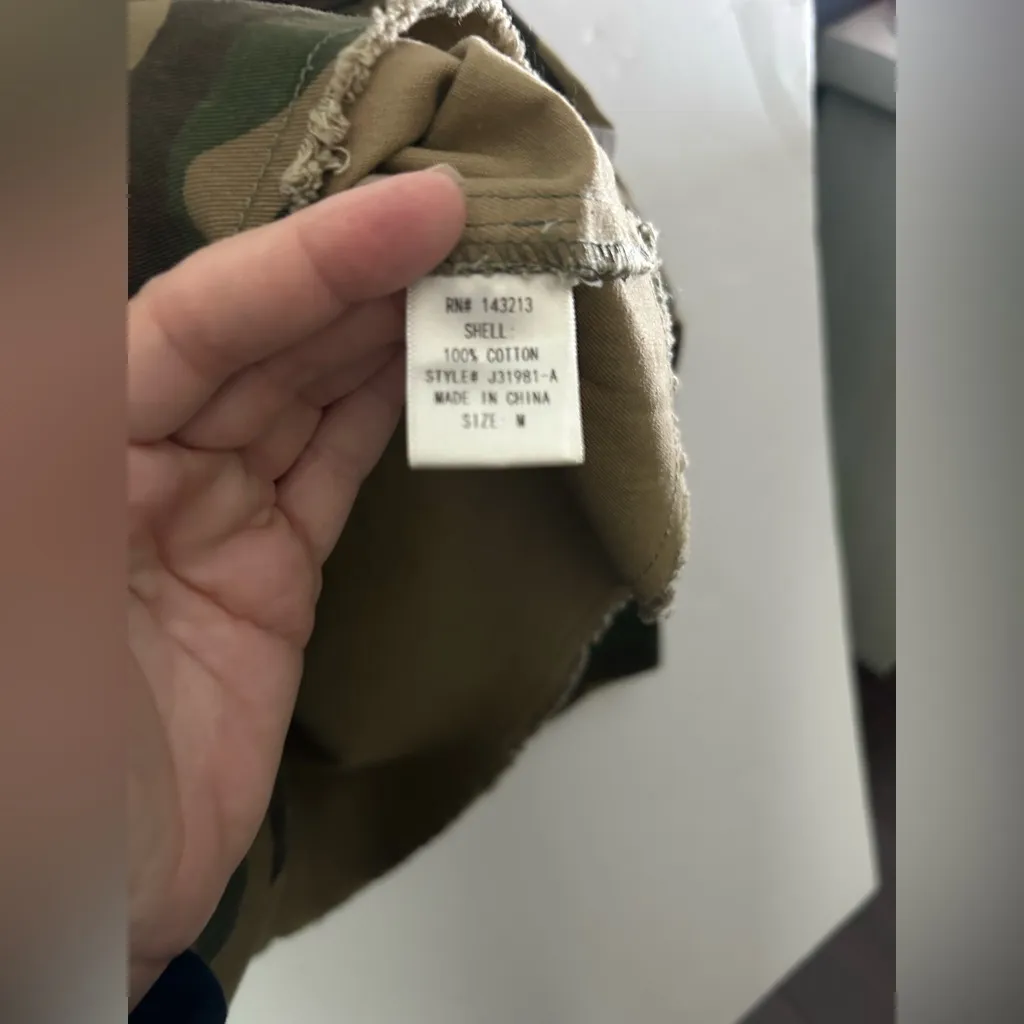 RN# 143213
SHELL:
100% COTTON
STYLE# J31981-A
MADE IN CHINA
SIZE: M